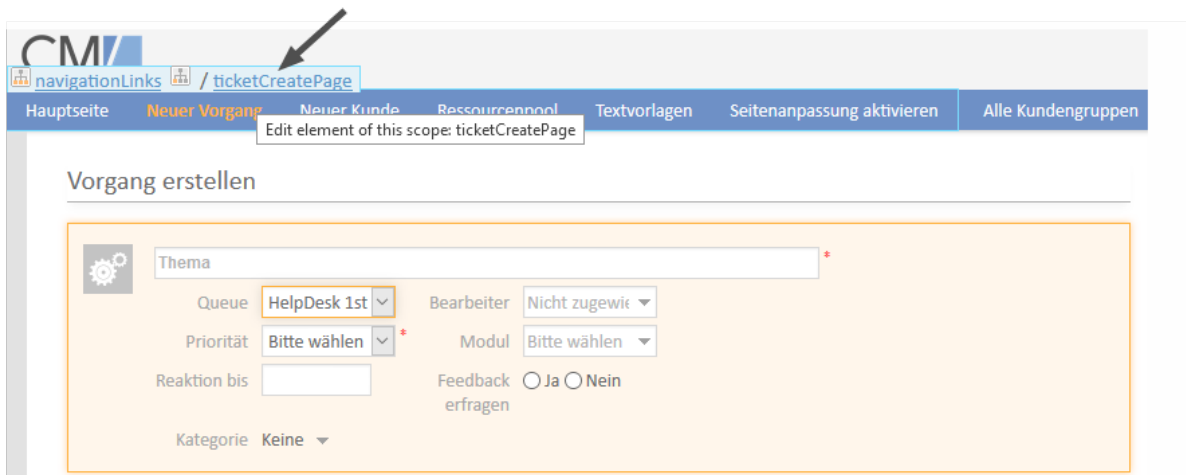 CM/
navigationLinks / ticketCreatePage
Hauptseite Neuer Vorgang Neuer Kunde Ressourcenpool Textvorlagen Seitenanpassung aktivieren Alle Kundengruppen
Edit element of this scope: ticketCreatePage
Vorgang erstellen
Thema *
Queue HelpDesk 1st Bearbeiter Nicht zugewie
Priorität Bitte wählen * Modul Bitte wählen
Reaktion bis Feedback Ja Nein
erfragen
Kategorie Keine